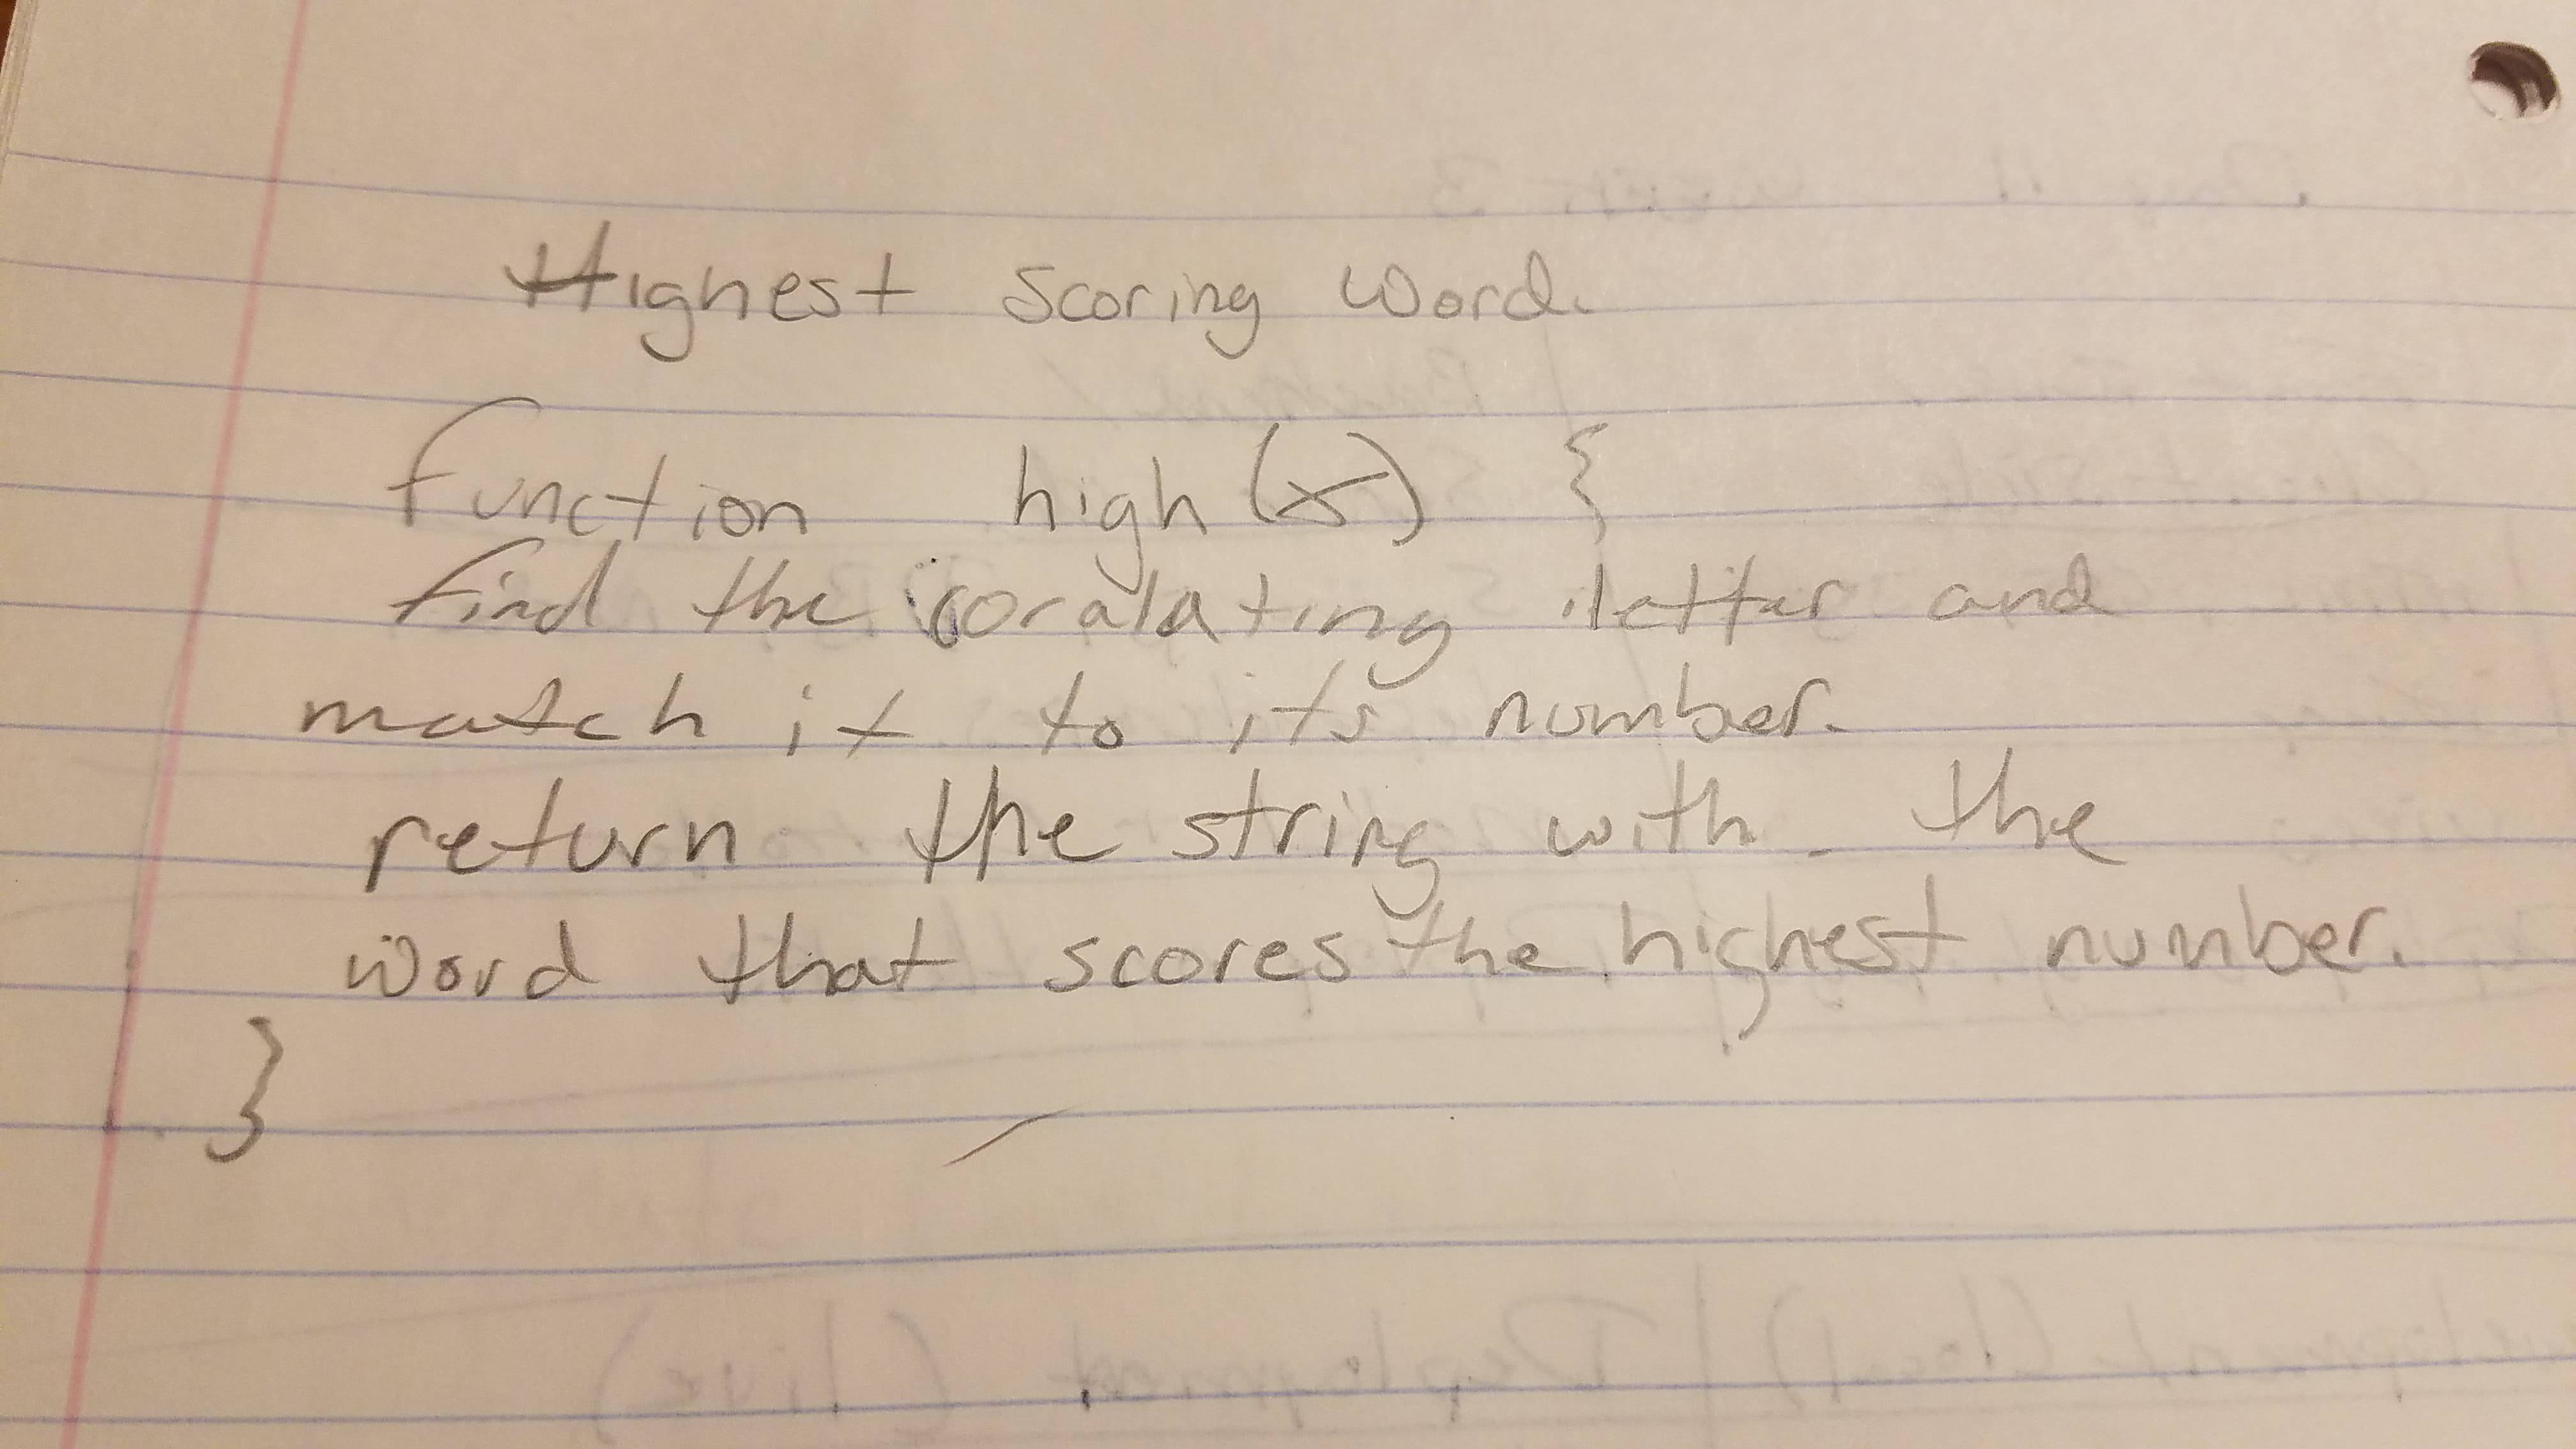 Highest Scoring Word.
function high(x) {
find the coralating letter and
match it to its number.
return the string with the
word that scores the highest number.
}